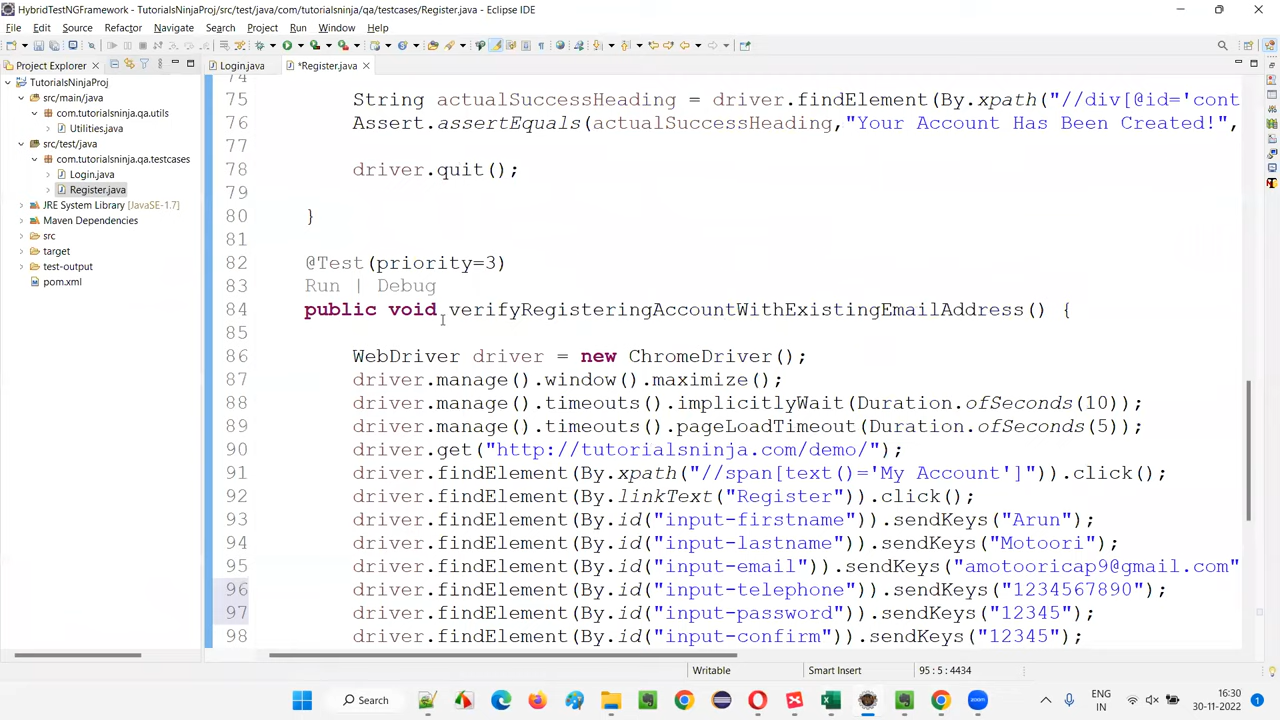 HybridTestNGFramework - TutorialsNinjaProj/src/test/java/com/tutorialsninja/qa/testcases/Register.java - Eclipse IDE
File Edit Source Refactor Navigate Search Project Run Window Help
Project Explorer
Login.java *Register.java
TutorialsNinjaProj
src/main/java
com.tutorialsninja.qa.utils
Utilities.java
src/test/java
com.tutorialsninja.qa.testcases
Login.java
Register.java
JRE System Library [JavaSE-1.7]
Maven Dependencies
src
target
test-output
pom.xml
74
75 String actualSuccessHeading = driver.findElement(By.xpath("//div[@id='cont
76 Assert.assertEquals(actualSuccessHeading,"Your Account Has Been Created!",
77
78 driver.quit();
79
80 }
81
82 @Test(priority=3)
83 Run | Debug
84 public void verifyRegisteringAccountWithExistingEmailAddress() {
85
86 WebDriver driver = new ChromeDriver();
87 driver.manage().window().maximize();
88 driver.manage().timeouts().implicitlyWait(Duration.ofSeconds(10));
89 driver.manage().timeouts().pageLoadTimeout(Duration.ofSeconds(5));
90 driver.get("http://tutorialsninja.com/demo/");
91 driver.findElement(By.xpath("//span[text()='My Account']")).click();
92 driver.findElement(By.linkText("Register")).click();
93 driver.findElement(By.id("input-firstname")).sendKeys("Arun");
94 driver.findElement(By.id("input-lastname")).sendKeys("Motoori");
95 driver.findElement(By.id("input-email")).sendKeys("amotooricap9@gmail.com"
96 driver.findElement(By.id("input-telephone")).sendKeys("1234567890");
97 driver.findElement(By.id("input-password")).sendKeys("12345");
98 driver.findElement(By.id("input-confirm")).sendKeys("12345");
Writable Smart Insert 95 : 5 : 4434
Search
zoom
ENG
IN
16:30
30-11-2022
1